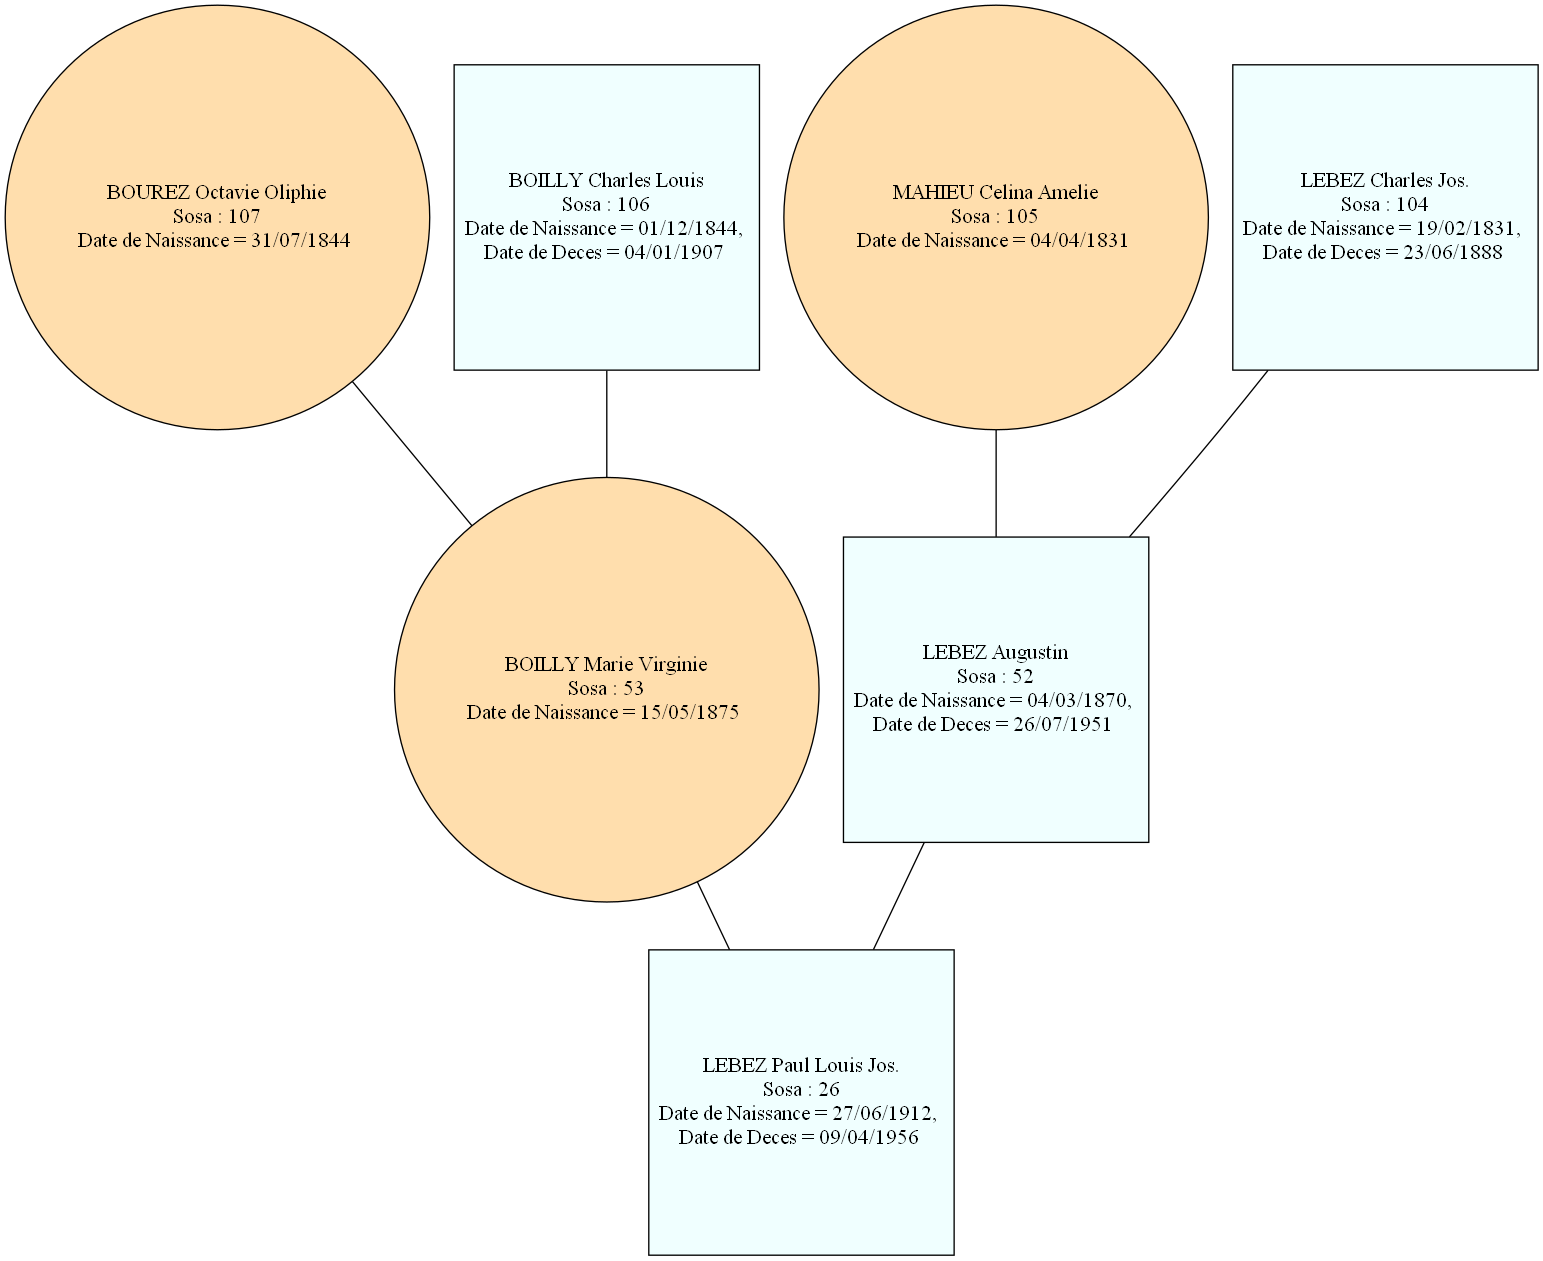 BOUREZ Octavie Oliphie
Sosa : 107
Date de Naissance = 31/07/1844
BOILLY Charles Louis
Sosa : 106
Date de Naissance = 01/12/1844,
Date de Deces = 04/01/1907
MAHIEU Celina Amelie
Sosa : 105
Date de Naissance = 04/04/1831
LEBEZ Charles Jos.
Sosa : 104
Date de Naissance = 19/02/1831,
Date de Deces = 23/06/1888
BOILLY Marie Virginie
Sosa : 53
Date de Naissance = 15/05/1875
LEBEZ Augustin
Sosa : 52
Date de Naissance = 04/03/1870,
Date de Deces = 26/07/1951
LEBEZ Paul Louis Jos.
Sosa : 26
Date de Naissance = 27/06/1912,
Date de Deces = 09/04/1956